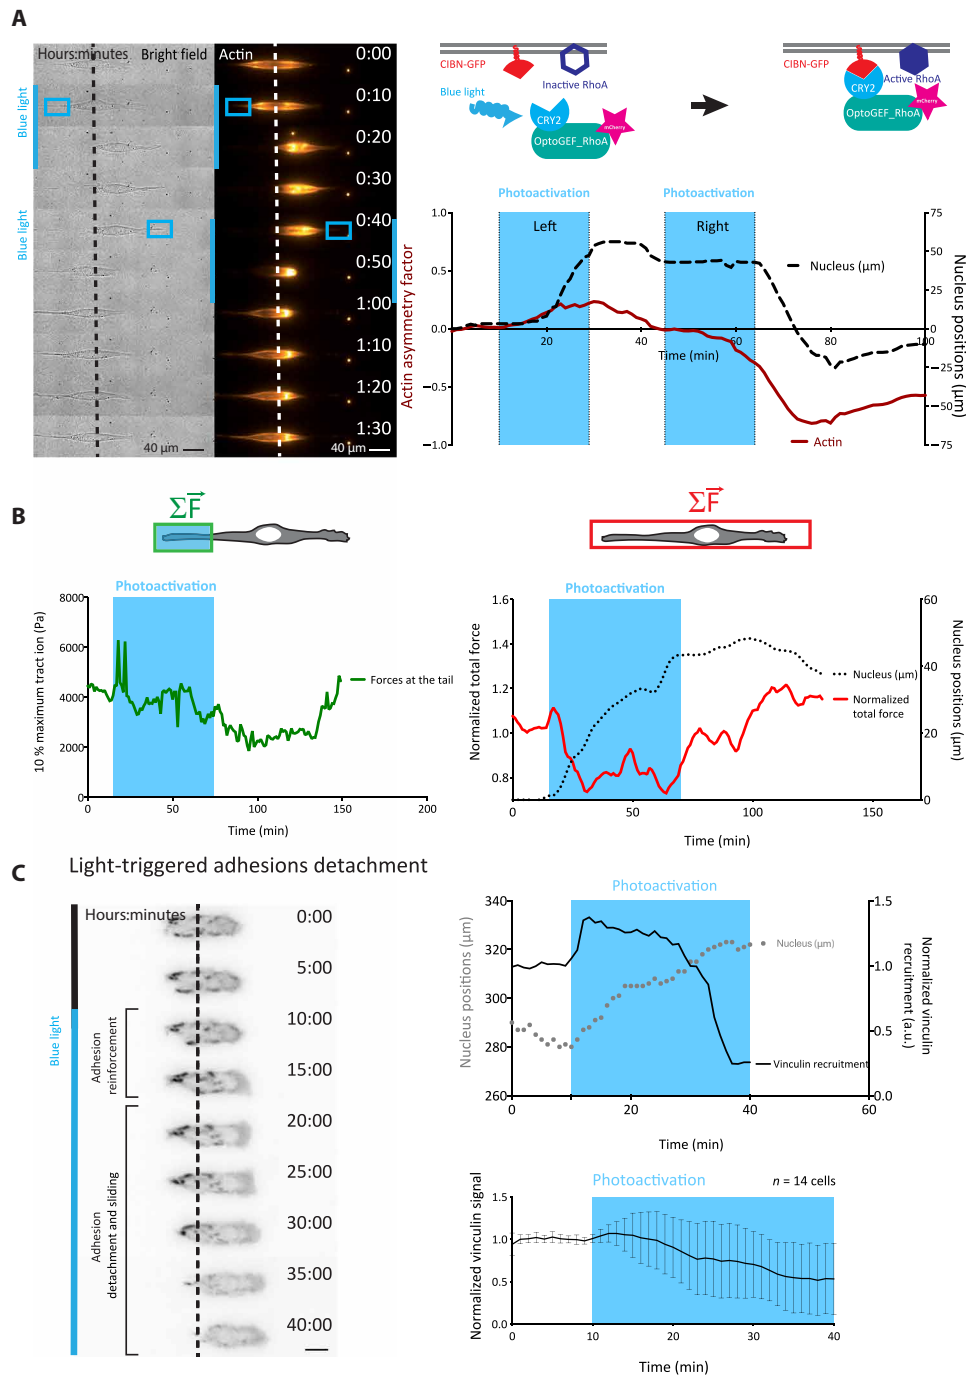 A
Hours:minutes
Bright field
Actin
0:00
0:10
0:20
0:30
0:40
0:50
1:00
1:10
1:20
1:30
Blue light
Blue light
40 µm
40 µm
CIBN-GFP
Inactive RhoA
Blue light
CRY2
mCherry
OptoGEF_RhoA
CIBN-GFP
CRY2
Active RhoA
mCherry
OptoGEF_RhoA
Photoactivation
Photoactivation
Left
Right
Nucleus (µm)
Actin
Actin asymmetry factor
1.0
0.5
0.0
−0.5
−1.0
20
40
60
80
100
Time (min)
75
50
25
0
−25
−50
−75
Nucleus positions (µm)
B
ΣF
Photoactivation
10 % maximum tract ion (Pa)
8000
6000
4000
2000
0
0
50
100
150
200
Time (min)
Forces at the tail
ΣF
Photoactivation
Normalized total force
1.6
1.4
1.2
1.0
0.8
0
50
100
150
Time (min)
60
40
20
0
Nucleus positions (µm)
Nucleus (µm)
Normalized
total force
C
Light-triggered adhesions detachment
Hours:minutes
0:00
5:00
10:00
15:00
20:00
25:00
30:00
35:00
40:00
Blue light
Adhesion
reinforcement
Adhesion
detachment and sliding
Photoactivation
Nucleus positions (µm)
340
320
300
280
260
0
20
40
60
Time (min)
1.5
1.0
0.5
0.0
Normalized vinculin
recruitment (a.u.)
Nucleus (µm)
Vinculin recruitment
Photoactivation
n = 14 cells
Normalized vinculin signal
1.5
1.0
0.5
0.0
0
10
20
30
40
Time (min)